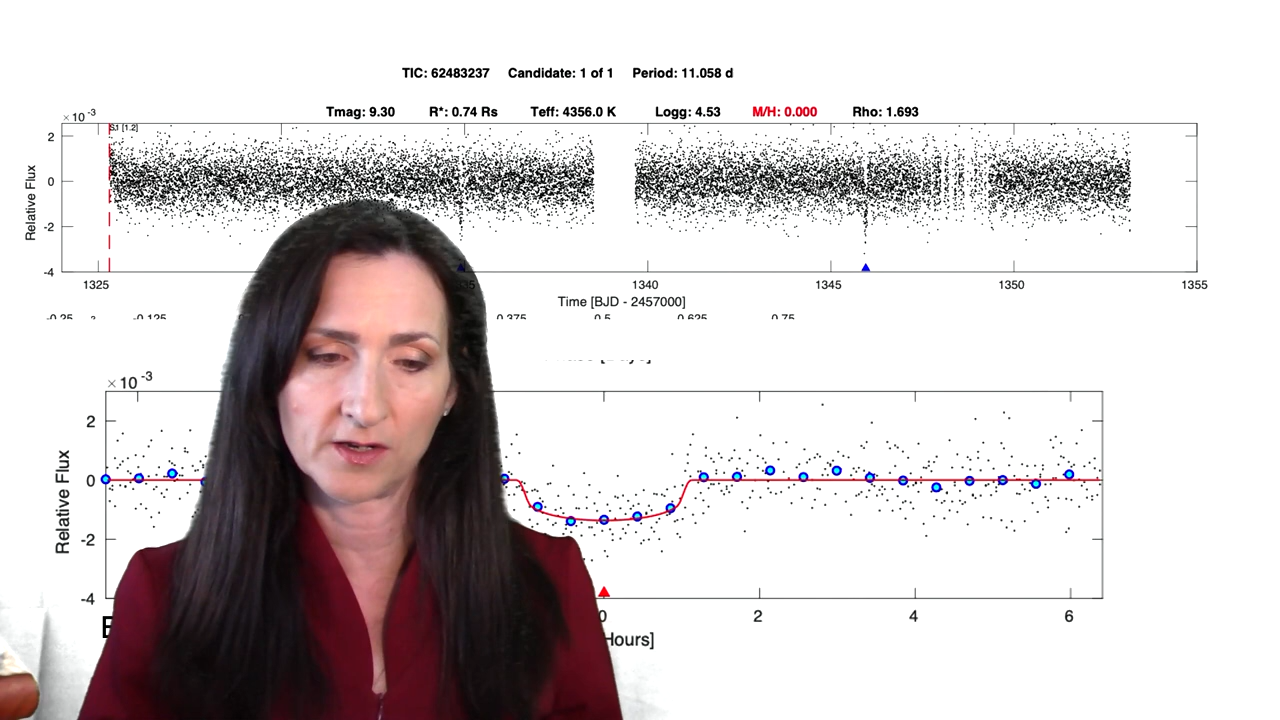 TIC: 62483237 Candidate: 1 of 1 Period: 11.058 d
Tmag: 9.30 R*: 0.74 Rs Teff: 4356.0 K Logg: 4.53 M/H: 0.000 Rho: 1.693
× 10 -3
S1 [1.2]
2
0
-2
-4
Relative Flux
1325 35 1340 1345 1350 1355
Time [BJD - 2457000]
-0.25 -0.125 0.375 0.5 0.625 0.75
× 10 -3
2
0
-2
-4
Relative Flux
0 2 4 6
Hours]